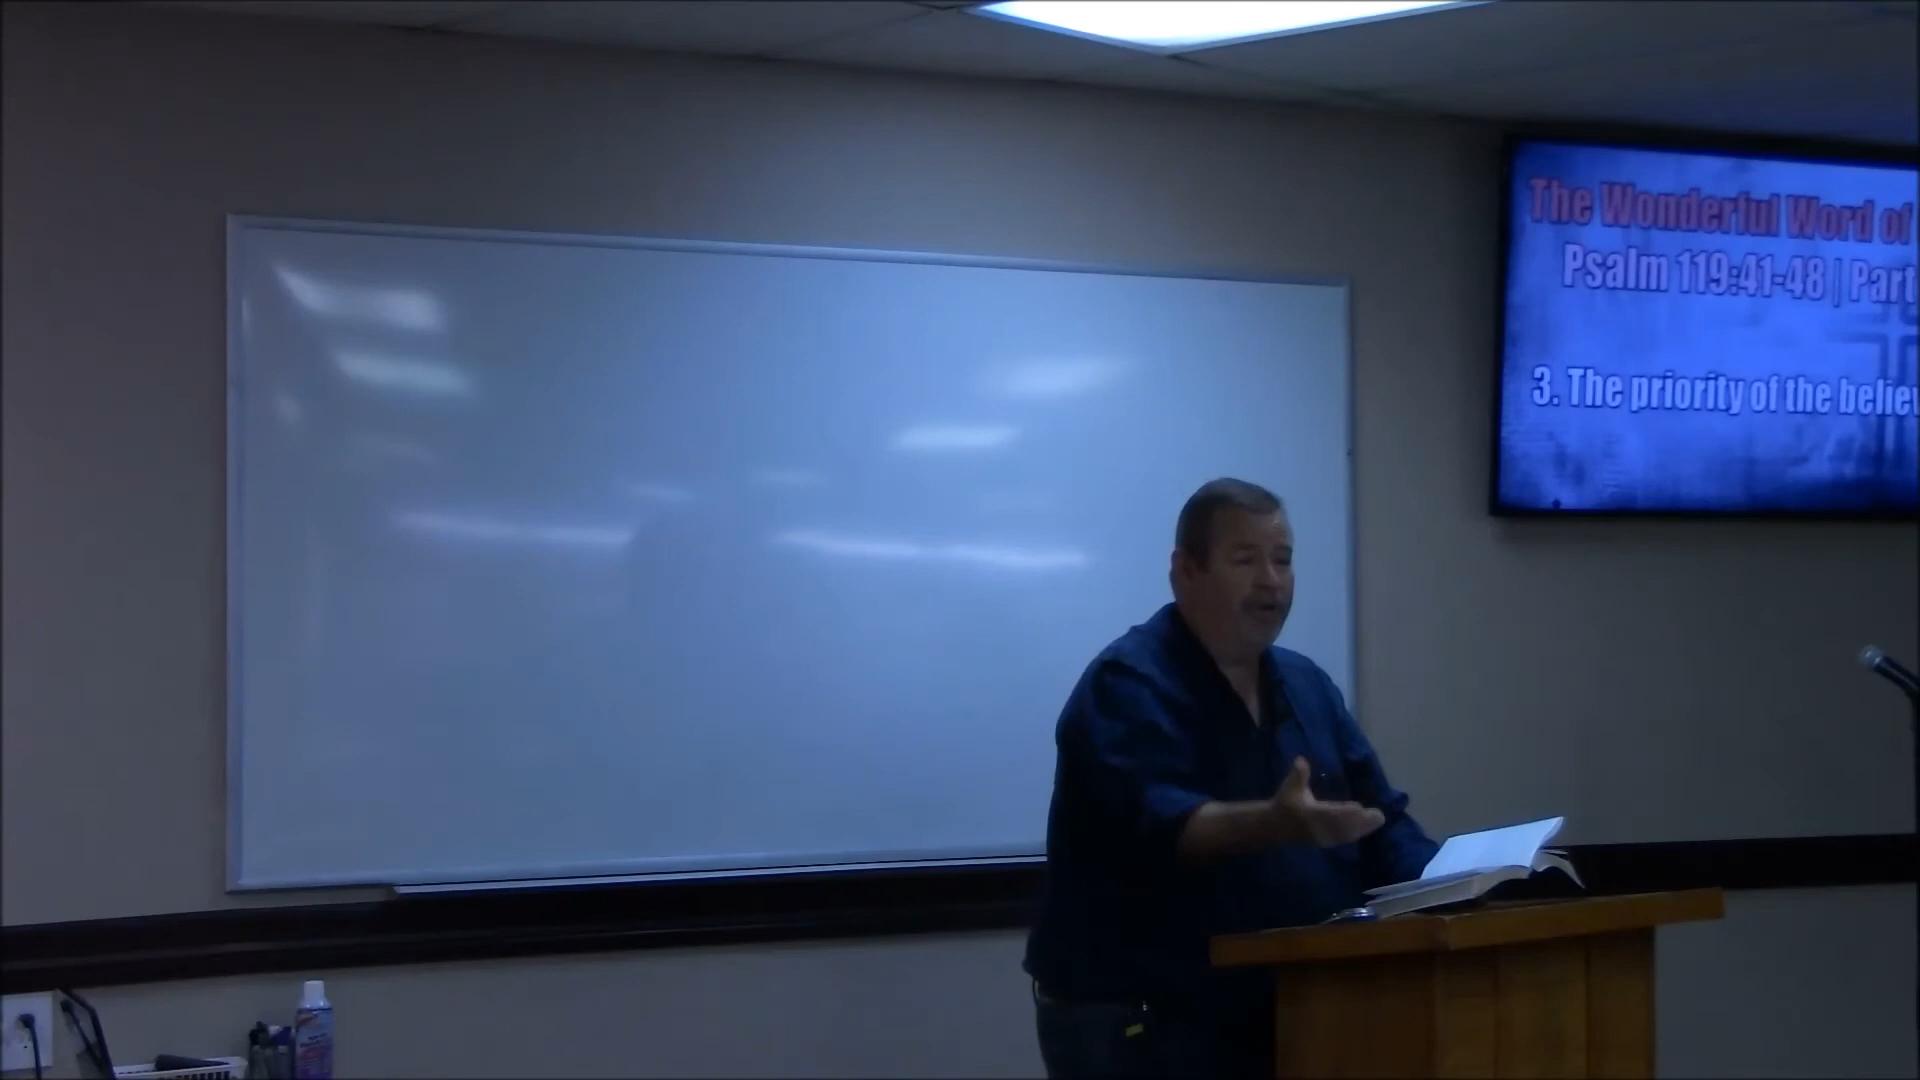 The Wonderful Word of
Psalm 119:41-48 | Part
3. The priority of the believ